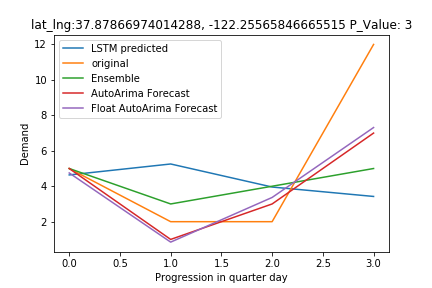 lat_lng:37.87866974014288, -122.25565846665515 P_Value: 3
12
10
8
6
4
2
Demand
LSTM predicted
original
Ensemble
AutoArima Forecast
Float AutoArima Forecast
0.0 0.5 1.0 1.5 2.0 2.5 3.0
Progression in quarter day